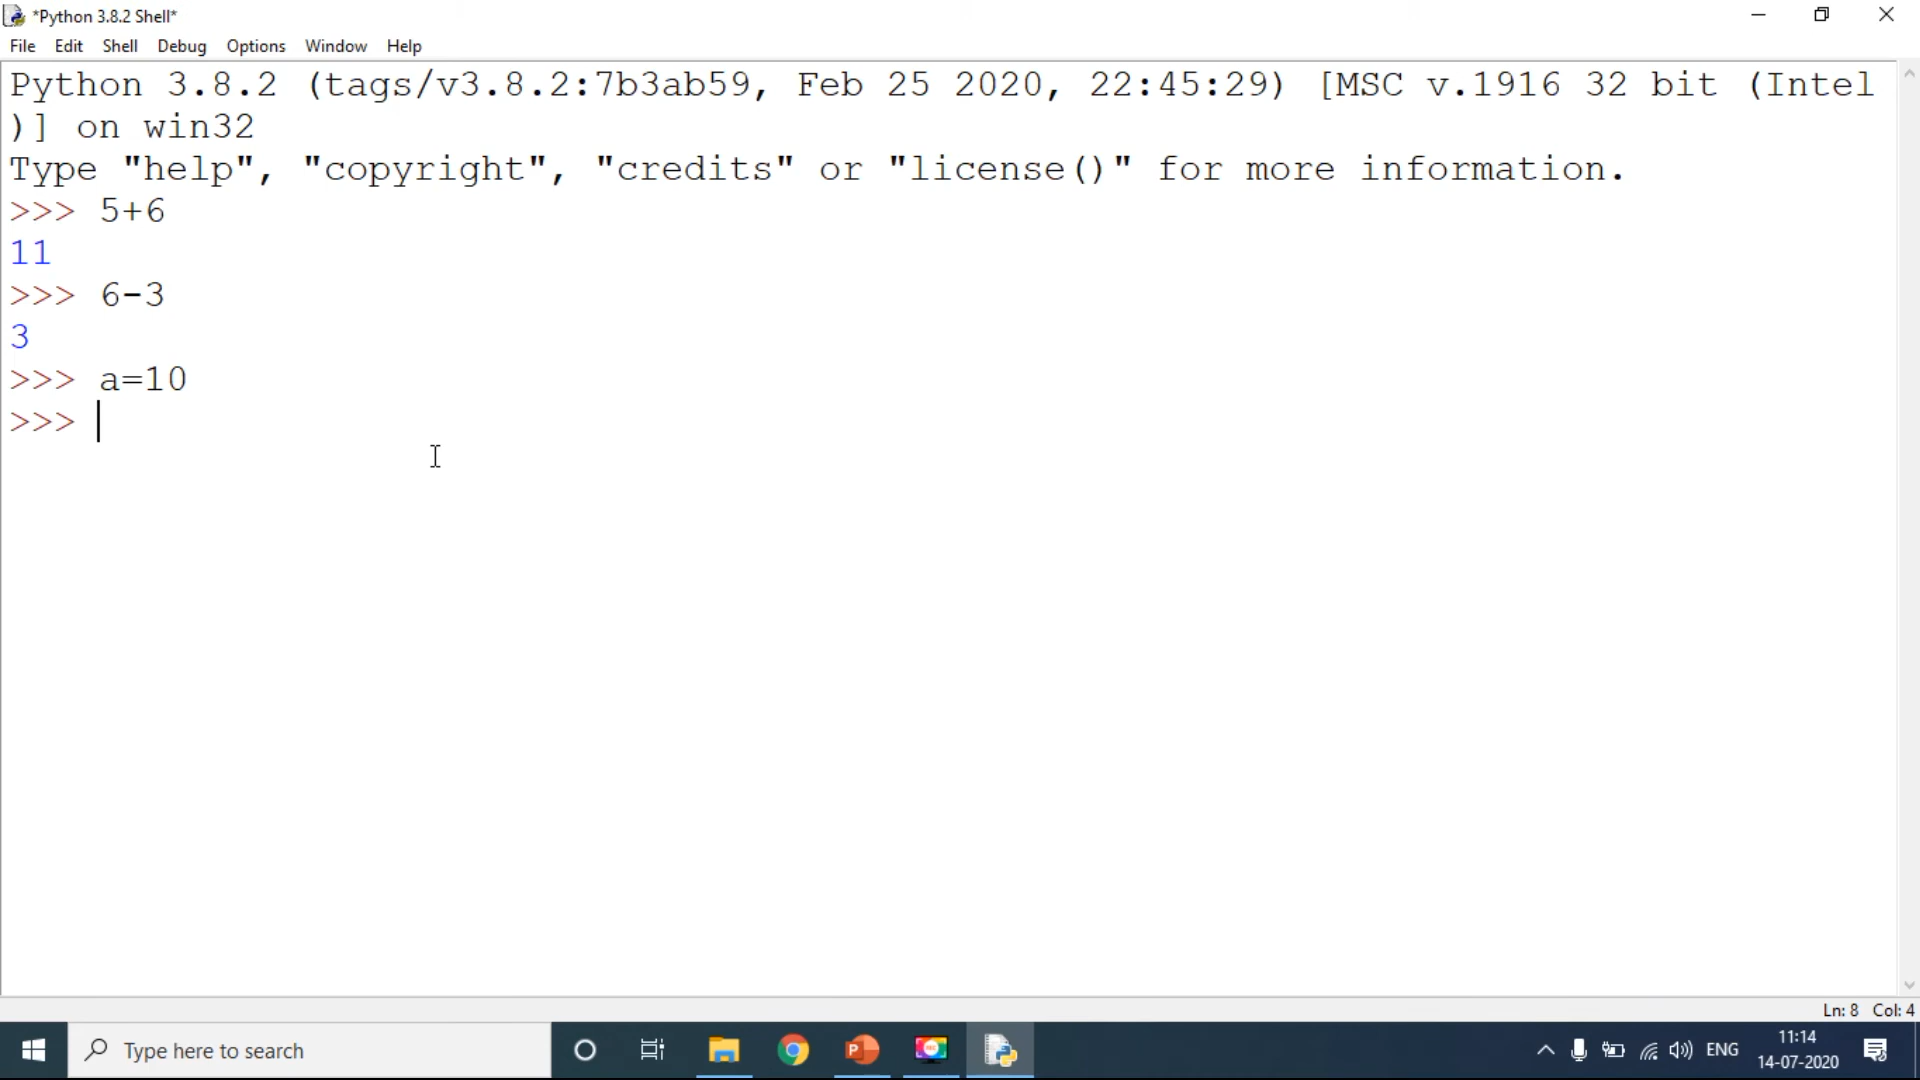 *Python 3.8.2 Shell*
File Edit Shell Debug Options Window Help
Python 3.8.2 (tags/v3.8.2:7b3ab59, Feb 25 2020, 22:45:29) [MSC v.1916 32 bit (Intel
)] on win32
Type "help", "copyright", "credits" or "license()" for more information.
>>> 5+6
11
>>> 6-3
3
>>> a=10
>>>
Ln: 8 Col: 4
Type here to search
ENG
11:14
14-07-2020